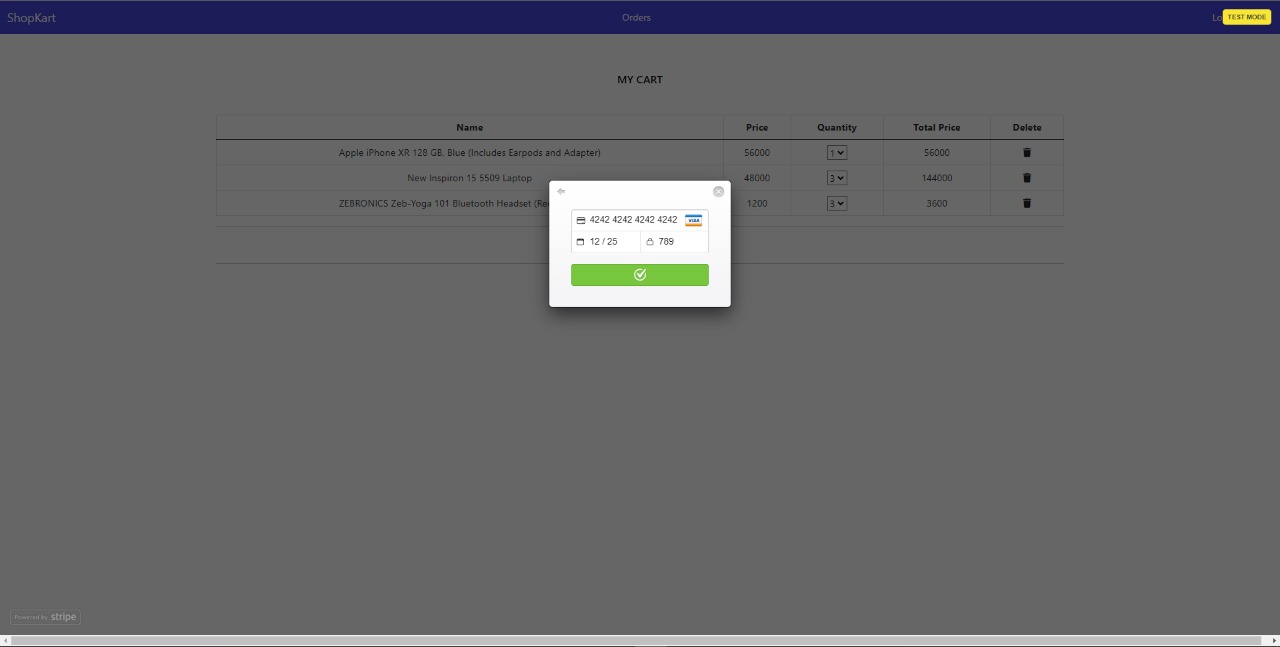 ShopKart Orders Lo TEST MODE
MY CART
Name Price Quantity Total Price Delete
Apple iPhone XR 128 GB, Blue (Includes Earpods and Adapter) 56000 1 56000
New Inspiron 15 5509 Laptop 48000 3 144000
ZEBRONICS Zeb-Yoga 101 Bluetooth Headset 1200 3 3600
4242 4242 4242 4242 VISA
12 / 25 789
Powered by stripe